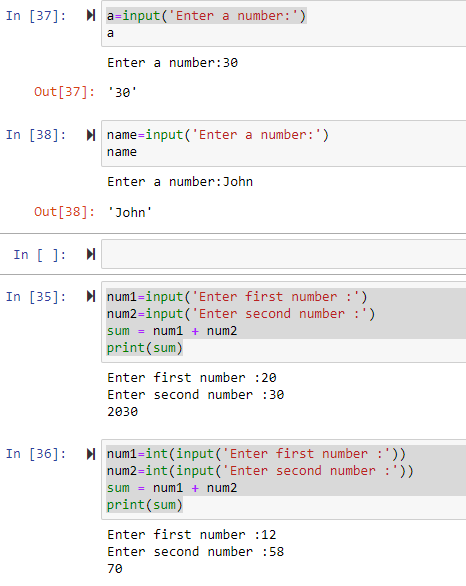 In [37]: a=input('Enter a number:')
a
Enter a number:30
Out[37]: '30'
In [38]: name=input('Enter a number:')
name
Enter a number:John
Out[38]: 'John'
In [ ]:
In [35]: num1=input('Enter first number :')
num2=input('Enter second number :')
sum = num1 + num2
print(sum)
Enter first number :20
Enter second number :30
2030
In [36]: num1=int(input('Enter first number :'))
num2=int(input('Enter second number :'))
sum = num1 + num2
print(sum)
Enter first number :12
Enter second number :58
70